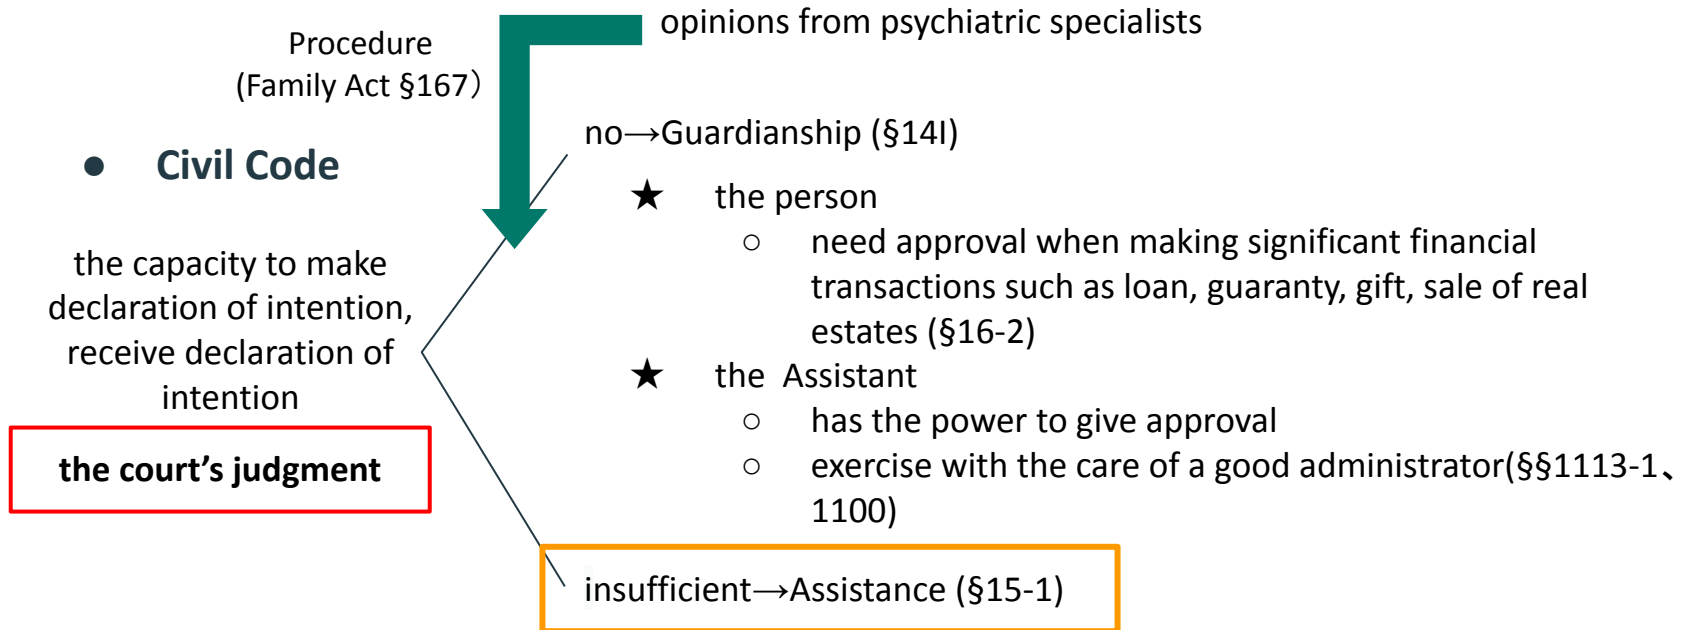 opinions from psychiatric specialists
Procedure
(Family Act §167）
● Civil Code
the capacity to make
declaration of intention,
receive declaration of
intention
the court's judgment
no→Guardianship (§14I)
★ the person
○ need approval when making significant financial
transactions such as loan, guaranty, gift, sale of real
estates (§16-2)
★ the Assistant
○ has the power to give approval
○ exercise with the care of a good administrator(§§1113-1、
1100)
insufficient→Assistance (§15-1)